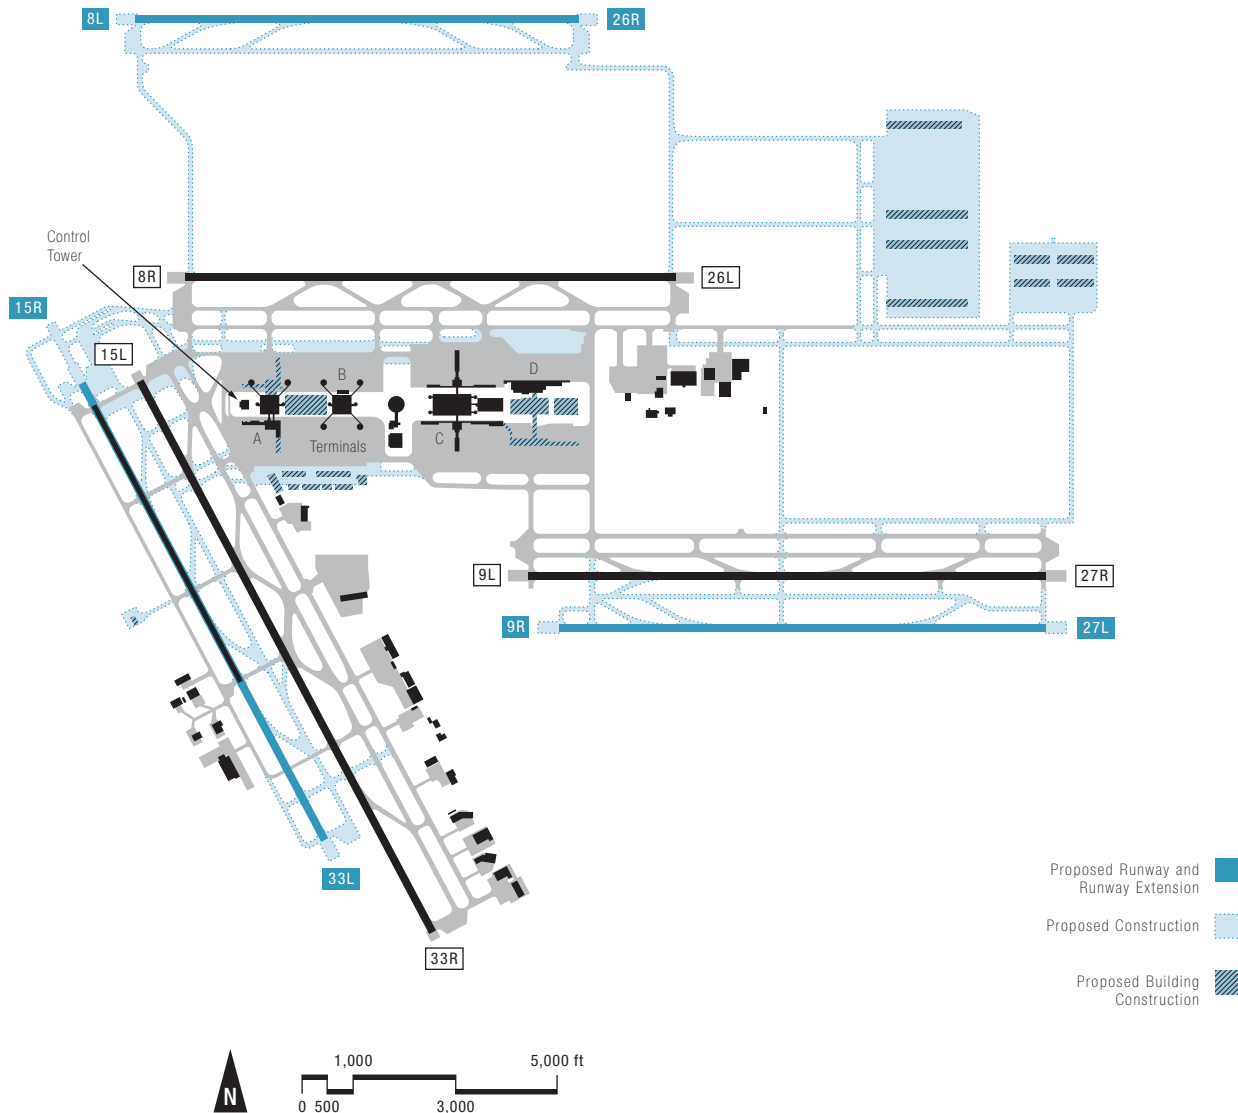 8L
26R
Control
Tower
8R
26L
15R
15L
D
B
A
Terminals
C
9L
27R
9R
27L
33L
Proposed Runway and
Runway Extension
Proposed Construction
33R
Proposed Building
Construction
N
1,000
5,000 ft
0 500
3,000